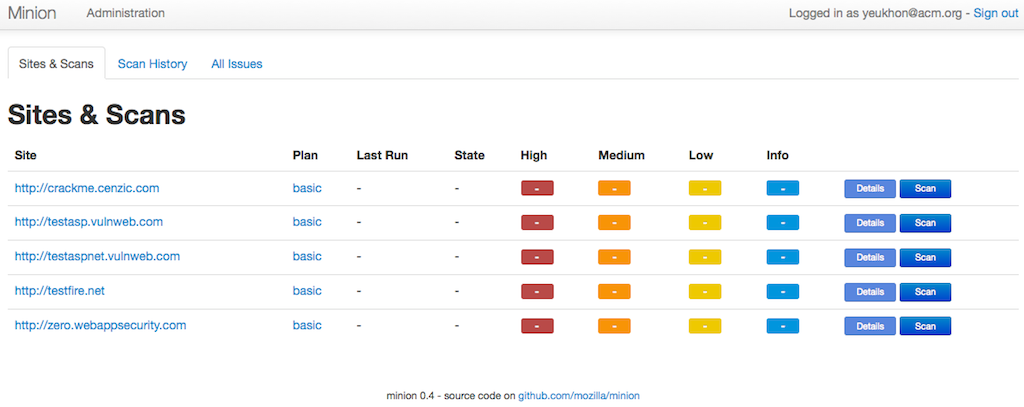 Minion Administration Logged in as yeukhon@acm.org - Sign out
Sites & Scans Scan History All Issues
Sites & Scans
Site Plan Last Run State High Medium Low Info
http://crackme.cenzic.com basic - - - - - - Details Scan
http://testasp.vulnweb.com basic - - - - - - Details Scan
http://testaspnet.vulnweb.com basic - - - - - - Details Scan
http://testfire.net basic - - - - - - Details Scan
http://zero.webappsecurity.com basic - - - - - - Details Scan
minion 0.4 - source code on github.com/mozilla/minion